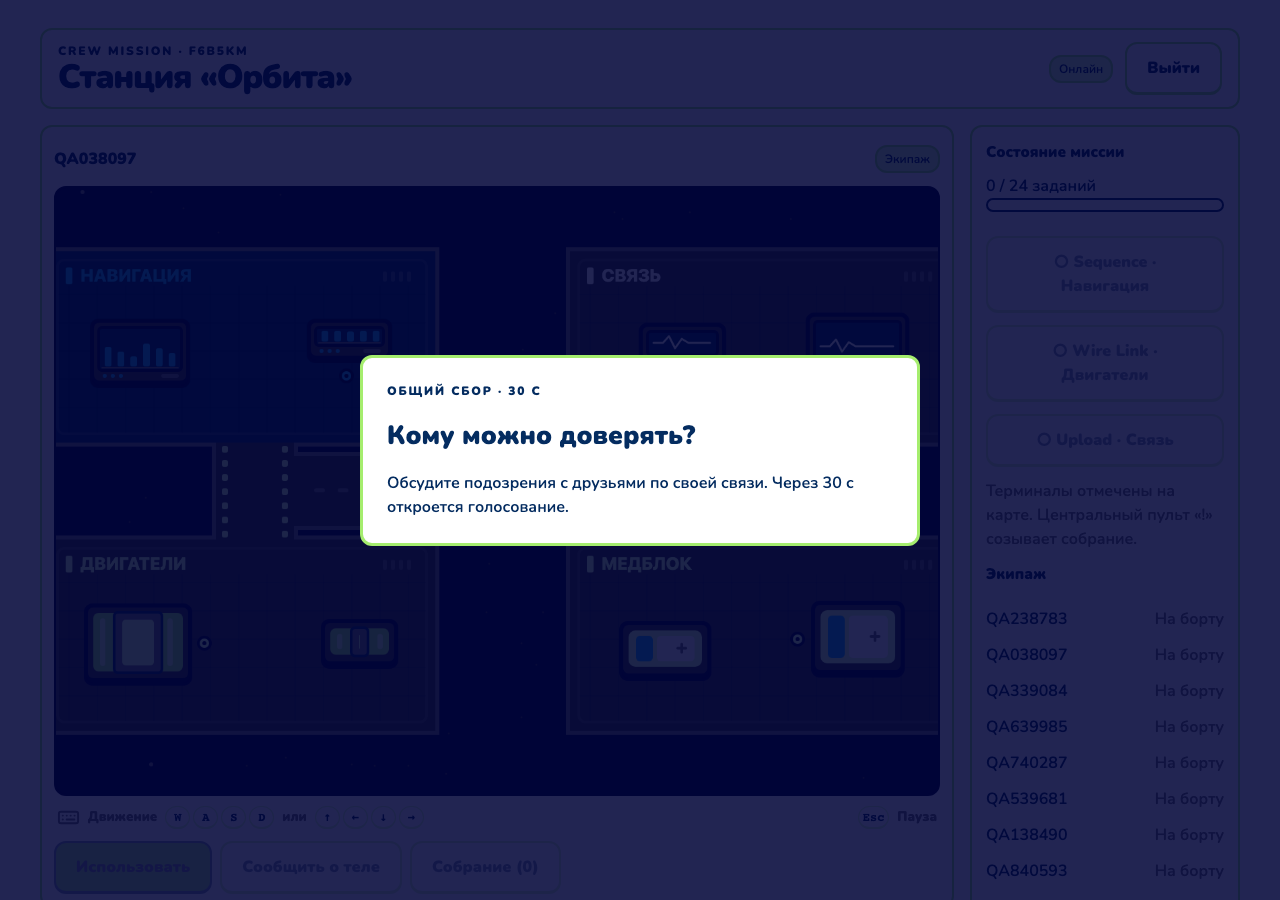 CREW MISSION · F6B5KM
Станция «Орбита»
Онлайн
Выйти
QA038097
Экипаж
НАВИГАЦИЯ
СВЯЗЬ
ДВИГАТЕЛИ
МЕДБЛОК
ОБЩИЙ СБОР · 30 С
Кому можно доверять?
Обсудите подозрения с друзьями по своей связи. Через 30 с
откроется голосование.
Движение W A S D или ↑ ← ↓ →
Esc Пауза
Использовать
Сообщить о теле
Собрание (0)
Состояние миссии
0 / 24 заданий
Sequence ·
Навигация
Wire Link ·
Двигатели
Upload · Связь
Терминалы отмечены на
карте. Центральный пульт «!»
созывает собрание.
Экипаж
QA238783 На борту
QA038097 На борту
QA339084 На борту
QA639985 На борту
QA740287 На борту
QA539681 На борту
QA138490 На борту
QA840593 На борту